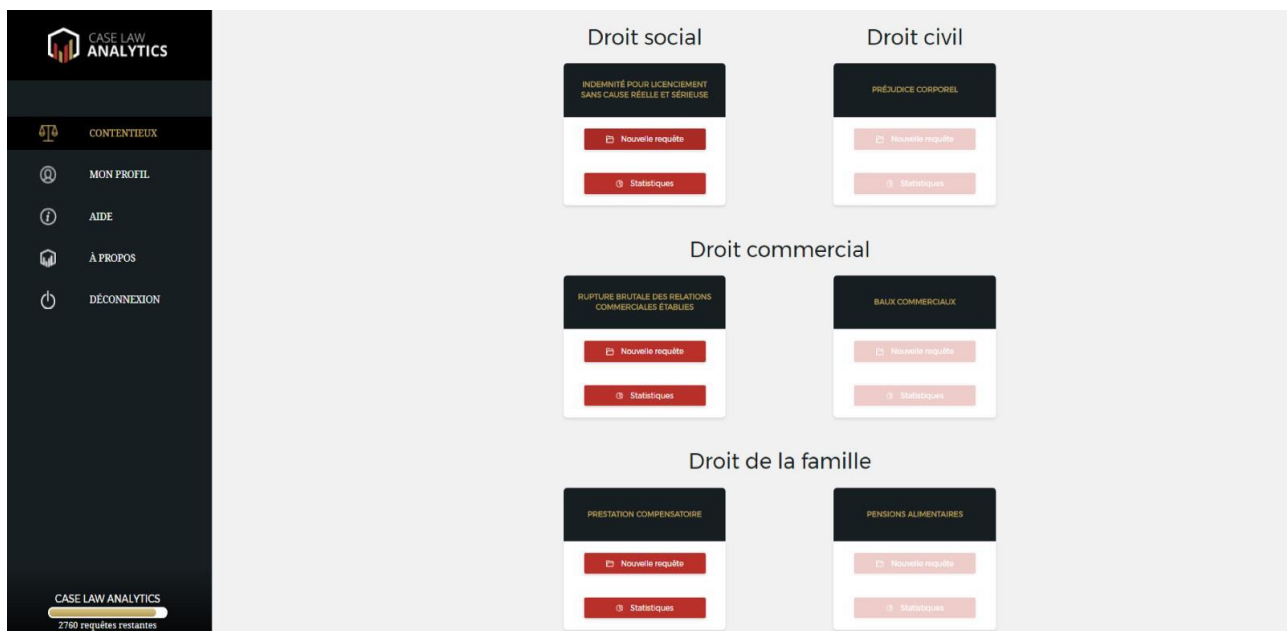 CASE LAW
ANALYTICS
CONTENTIEUX
MON PROFIL
AIDE
À PROPOS
DÉCONNEXION
CASE LAW ANALYTICS
2760 requêtes restantes
Droit social
INDEMNITÉ POUR LICENCIEMENT
SANS CAUSE RÉELLE ET SÉRIEUSE
Nouvelle requête
Statistiques
Droit civil
PRÉJUDICE CORPOREL
Nouvelle requête
Statistiques
Droit commercial
RUPTURE BRUTALE DES RELATIONS
COMMERCIALES ÉTABLIES
Nouvelle requête
Statistiques
BAUX COMMERCIAUX
Nouvelle requête
Statistiques
Droit de la famille
PRESTATION COMPENSATOIRE
Nouvelle requête
Statistiques
PENSIONS ALIMENTAIRES
Nouvelle requête
Statistiques